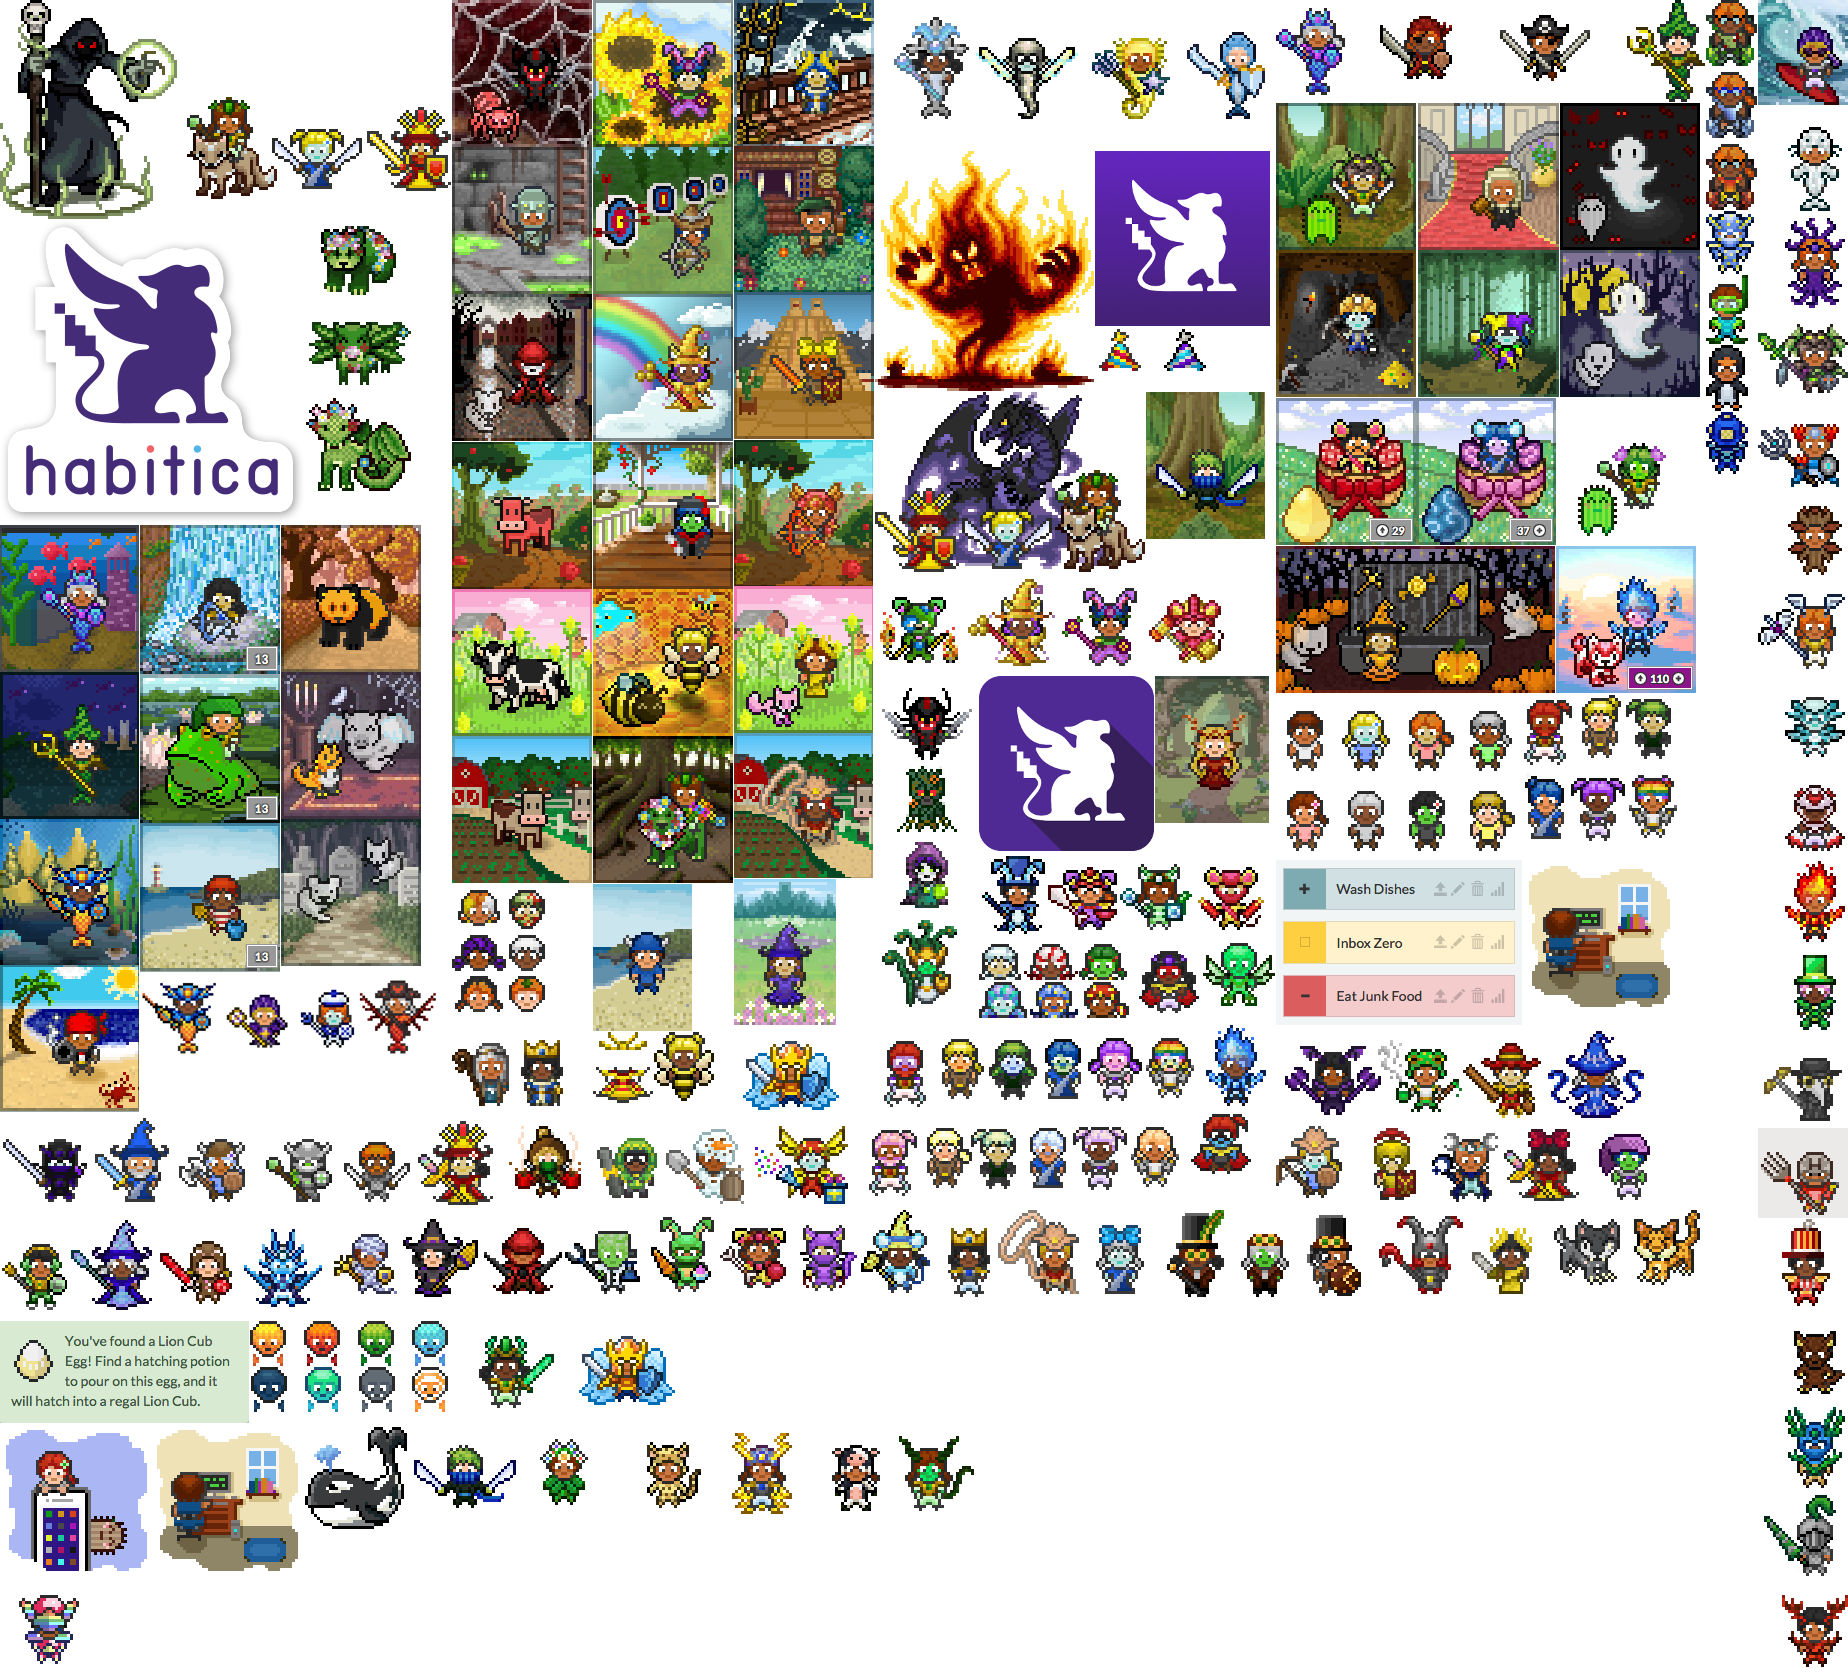 habitica
13
13
13
29
37
110
+ Wash Dishes
Inbox Zero
- Eat Junk Food
You've found a Lion Cub
Egg! Find a hatching potion
to pour on this egg, and it
will hatch into a regal Lion Cub.